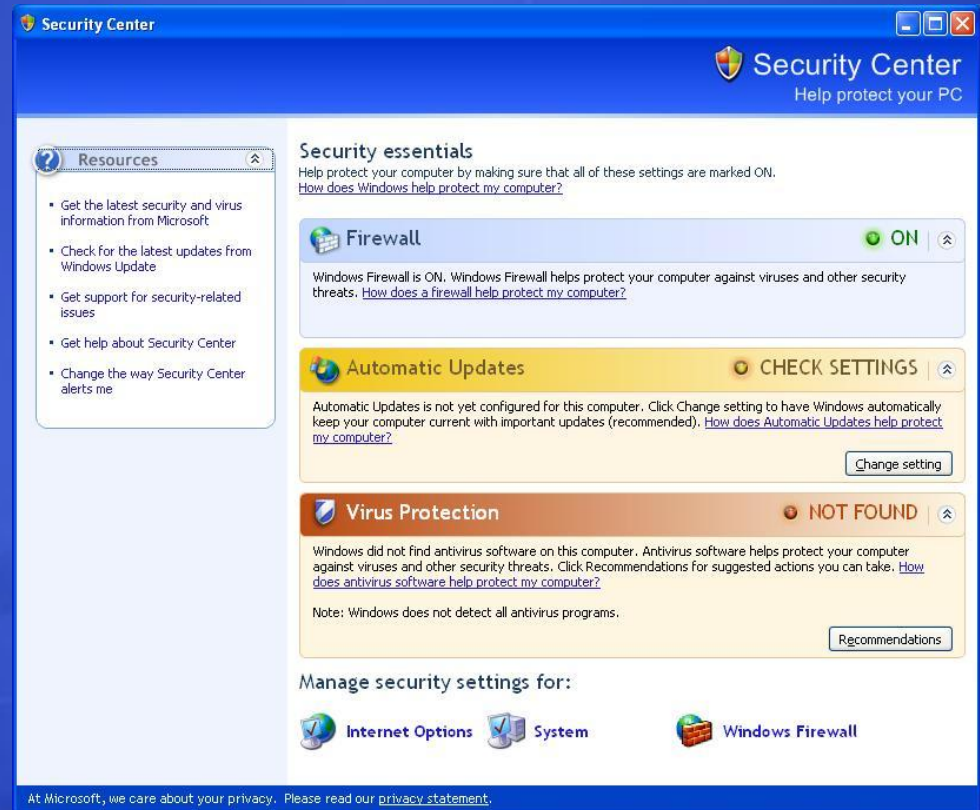 Security Center
Security Center
Help protect your PC
Resources
Get the latest security and virus
information from Microsoft
Check for the latest updates from
Windows Update
Get support for security-related
issues
Get help about Security Center
Change the way Security Center
alerts me
Security essentials
Help protect your computer by making sure that all of these settings are marked ON.
How does Windows help protect my computer?
Firewall
ON
Windows Firewall is ON. Windows Firewall helps protect your computer against viruses and other security
threats. How does a firewall help protect my computer?
Automatic Updates
CHECK SETTINGS
Automatic Updates is not yet configured for this computer. Click Change setting to have Windows automatically
keep your computer current with important updates (recommended). How does Automatic Updates help protect
my computer?
Change setting
Virus Protection
NOT FOUND
Windows did not find antivirus software on this computer. Antivirus software helps protect your computer
against viruses and other security threats. Click Recommendations for suggested actions you can take. How
does antivirus software help protect my computer?
Note: Windows does not detect all antivirus programs.
Recommendations
Manage security settings for:
Internet Options
System
Windows Firewall
At Microsoft, we care about your privacy. Please read our privacy statement.